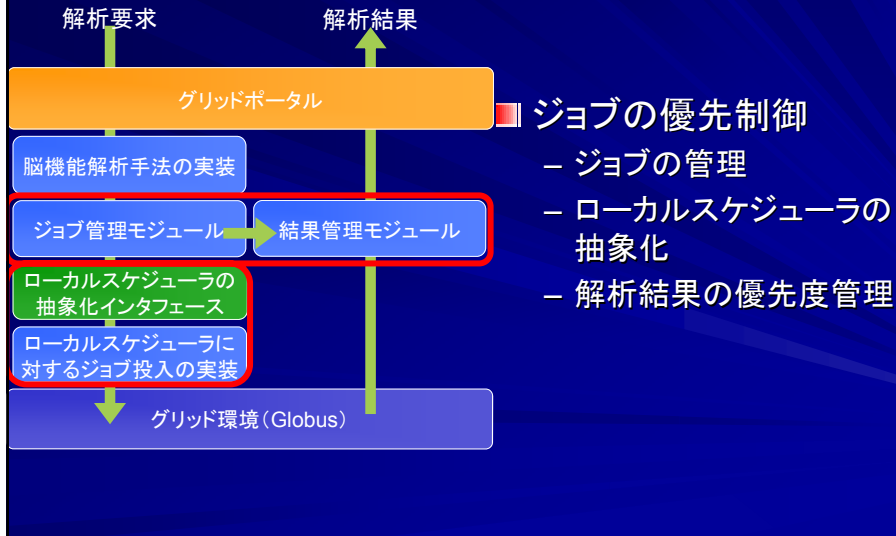 解析要求
解析結果
グリッドポータル
脳機能解析手法の実装
ジョブ管理モジュール
結果管理モジュール
ローカルスケジューラの
抽象化インタフェース
ローカルスケジューラに
対するジョブ投入の実装
グリッド環境(Globus)
ジョブの優先制御
– ジョブの管理
– ローカルスケジューラの
抽象化
– 解析結果の優先度管理